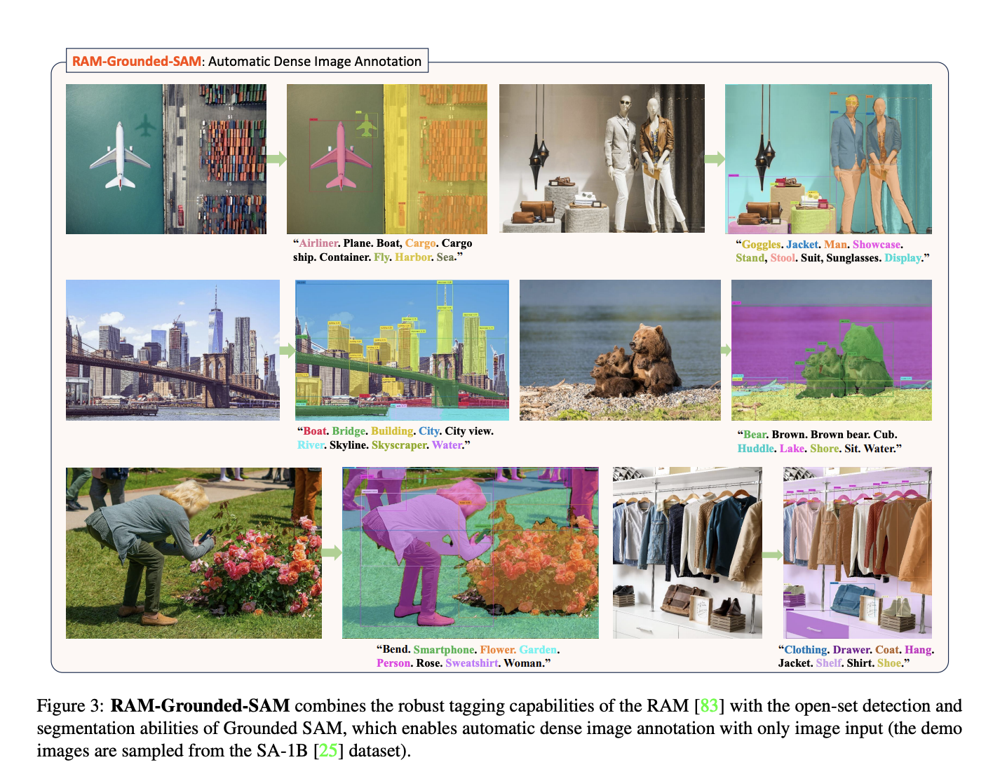 RAM-Grounded-SAM: Automatic Dense Image Annotation
“Airliner. Plane. Boat, Cargo. Cargo
ship. Container. Fly. Harbor. Sea.”
“Goggles. Jacket. Man. Showcase.
Stand, Stool. Suit, Sunglasses. Display.”
“Boat. Bridge. Building. City. City view.
River. Skyline. Skyscraper. Water.”
“Bear. Brown. Brown bear. Cub.
Huddle. Lake. Shore. Sit. Water.”
“Bend. Smartphone. Flower. Garden.
Person. Rose. Sweatshirt. Woman.”
“Clothing. Drawer. Coat. Hang.
Jacket. Shelf. Shirt. Shoe.”
Figure 3: RAM-Grounded-SAM combines the robust tagging capabilities of the RAM [83] with the open-set detection and
segmentation abilities of Grounded SAM, which enables automatic dense image annotation with only image input (the demo
images are sampled from the SA-1B [25] dataset).